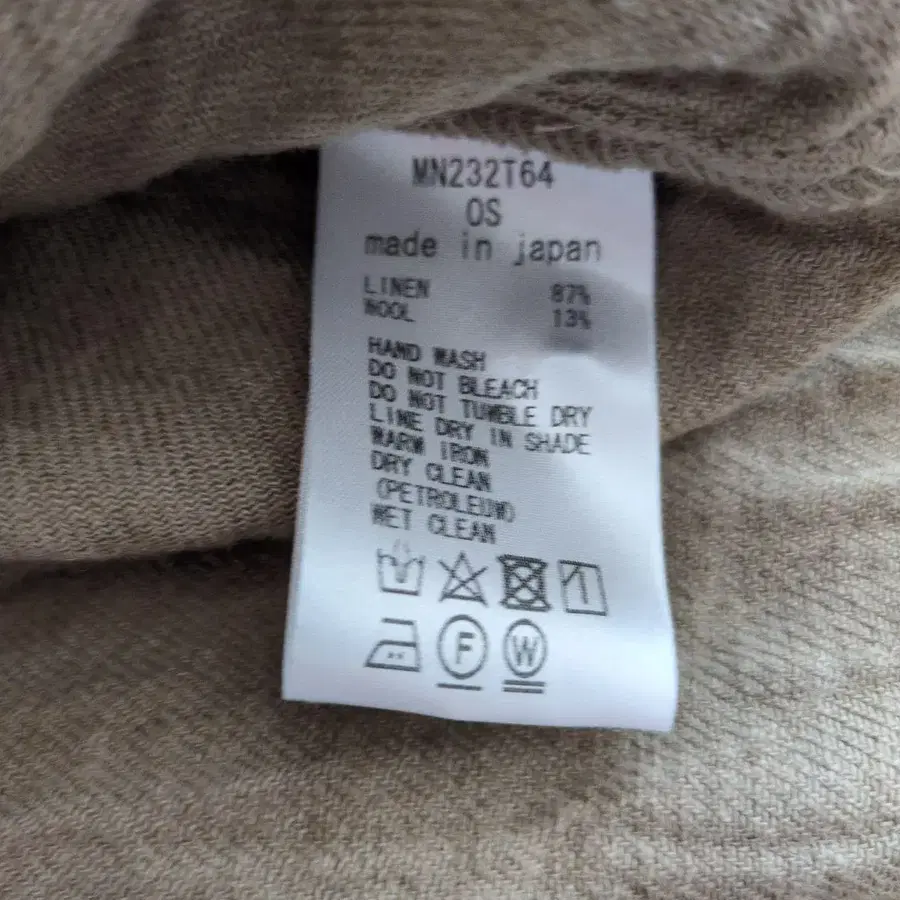 MN232T64
OS
made in japan
LINEN 87%
WOOL 13%
HAND WASH
DO NOT BLEACH
DO NOT TUMBLE DRY
LINE DRY IN SHADE
WARM IRON
DRY CLEAN
(PETROLEUM)
WET CLEAN
F W